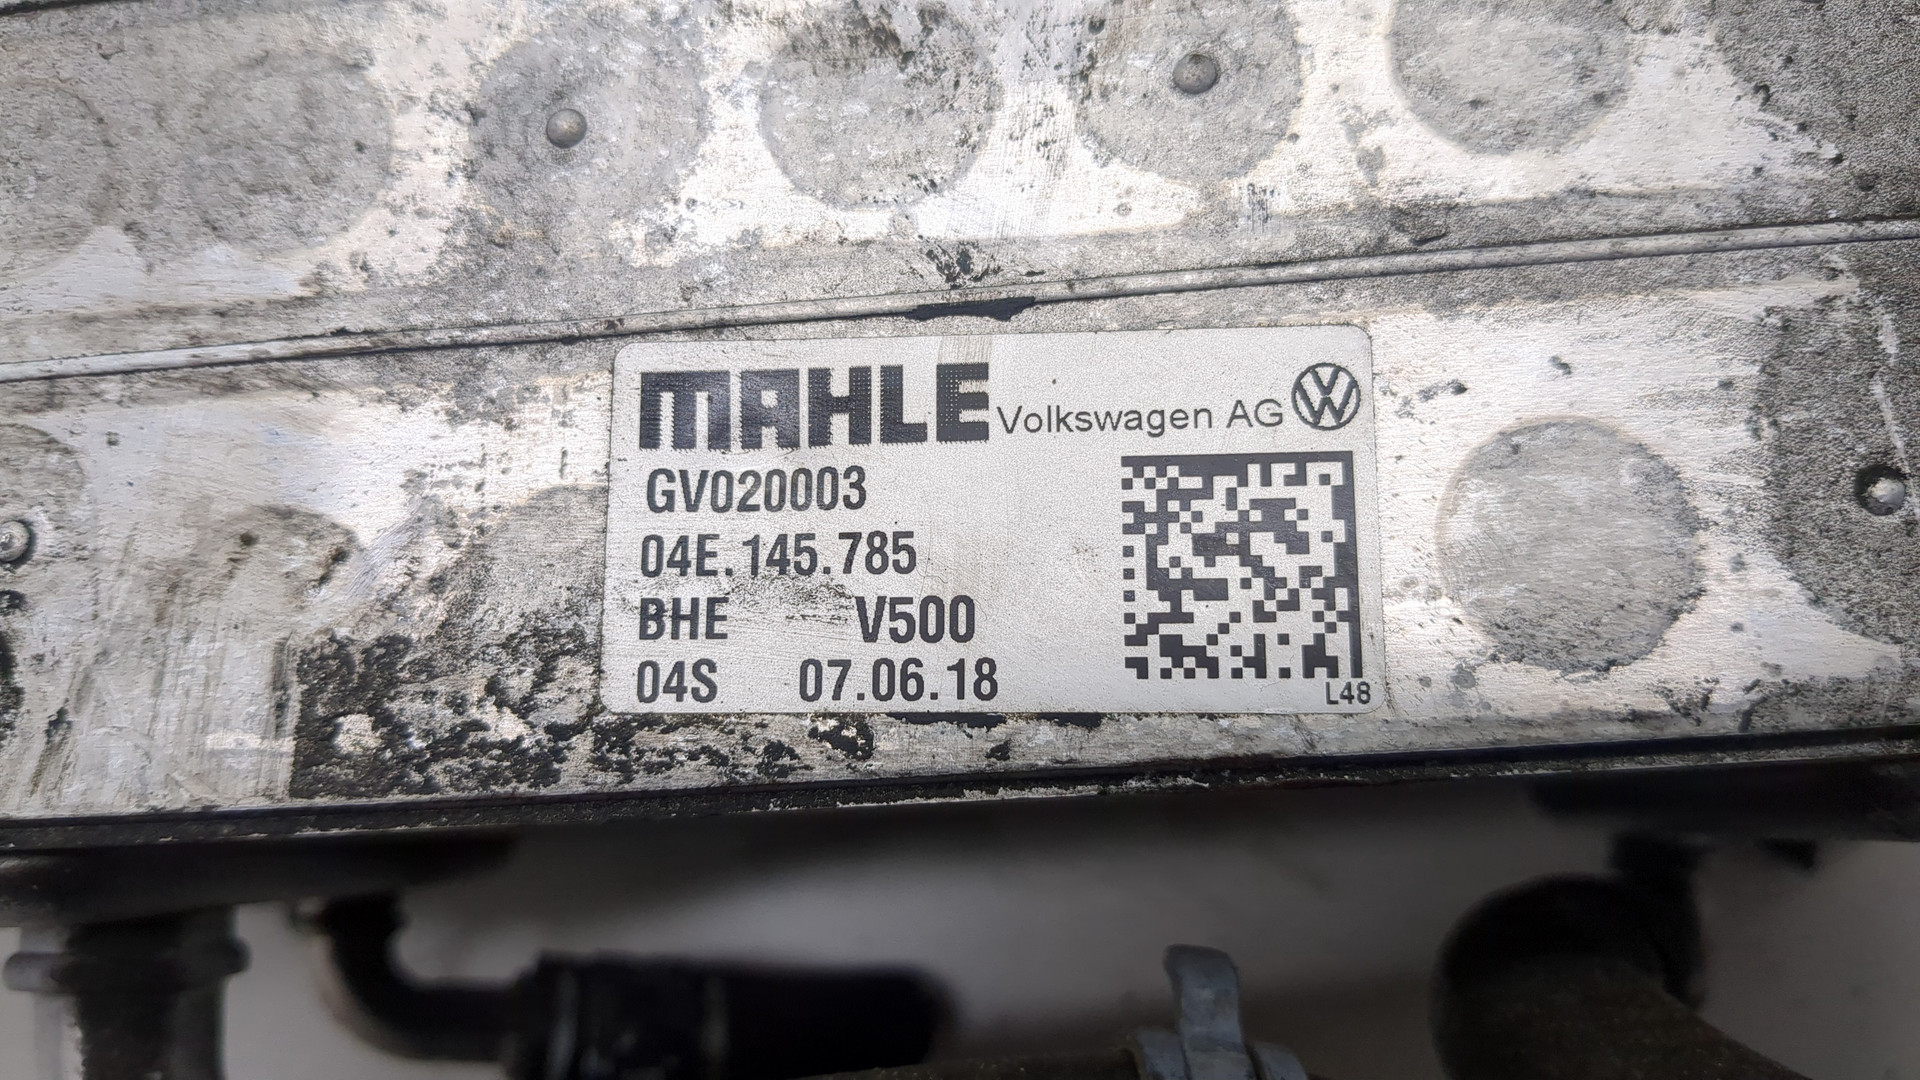 MAHLE Volkswagen AG
GV020003
04E.145.785
BHE V500
04S 07.06.18
L48